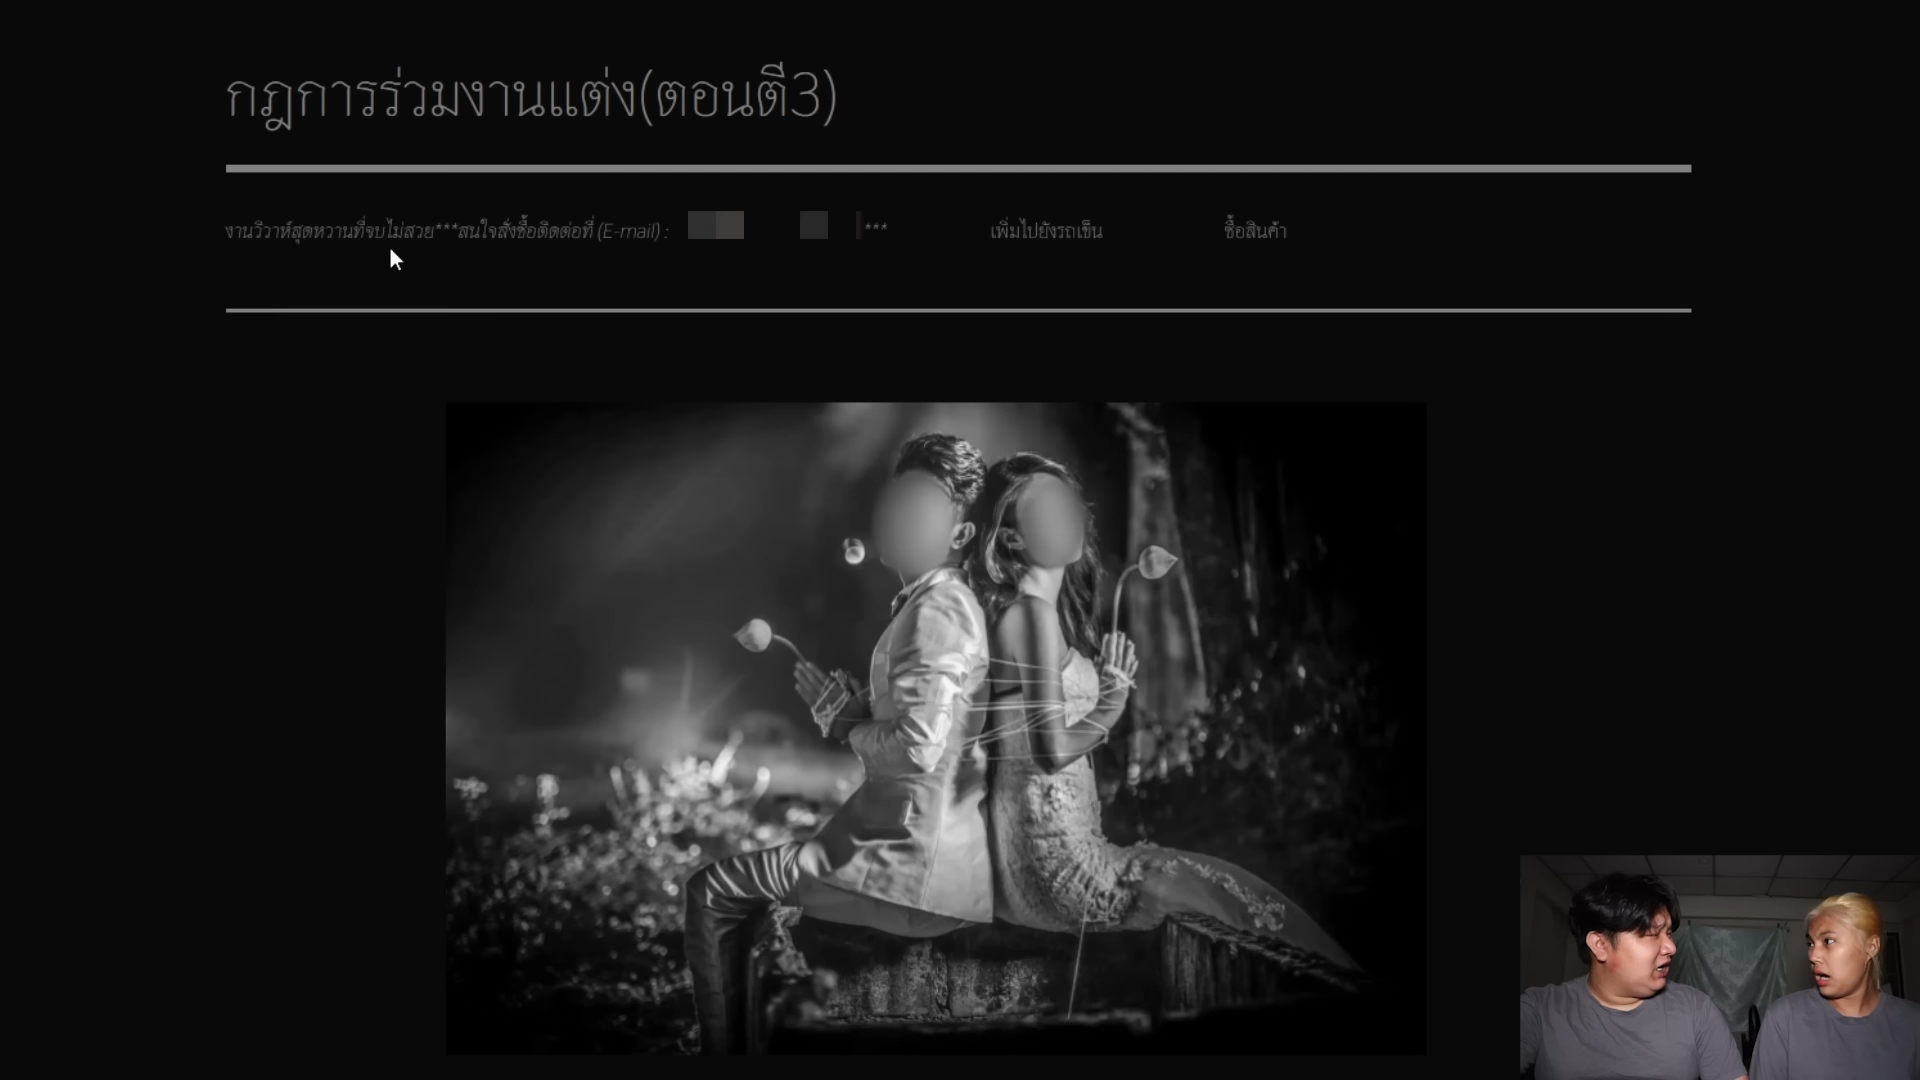 กฎการร่วมงานแต่ง(ตอนตี3)
งานวิวาห์สุดหวานที่จบไม่สวย***สนใจสั่งซื้อติดต่อที่ (E-mail) : *** เพิ่มไปยังรถเข็น ซื้อสินค้า